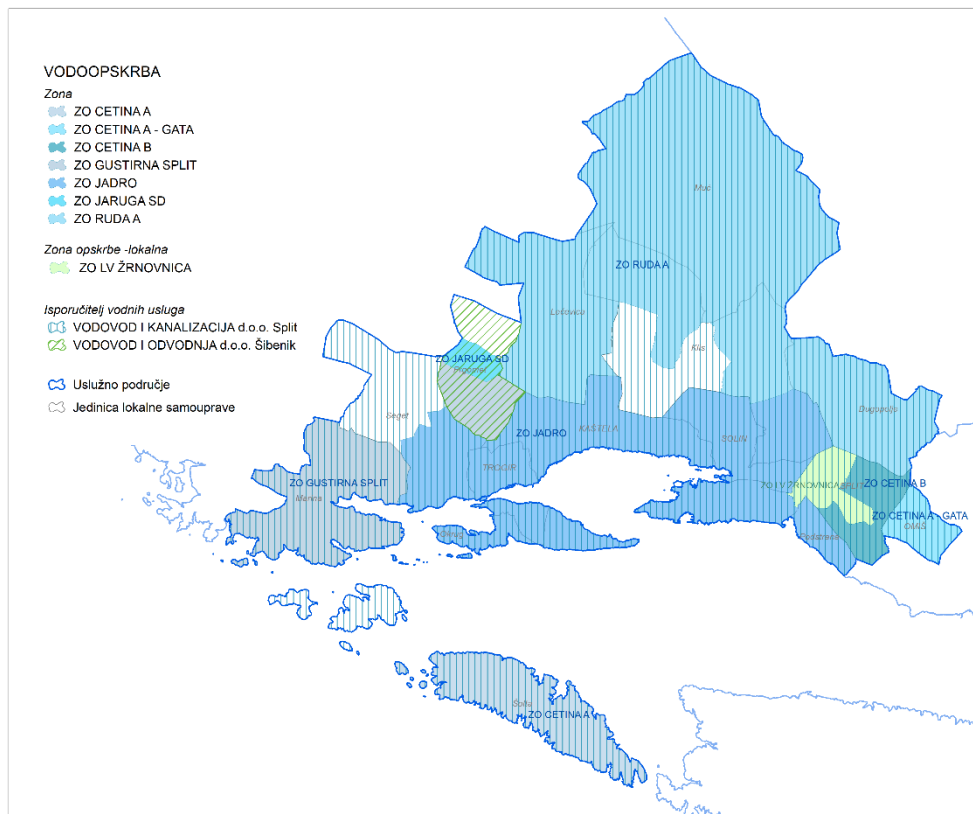 VODOOPSKRBA
Zona
ZO CETINA A
ZO CETINA A - GATA
ZO CETINA B
ZO GUSTIRNA SPLIT
ZO JADRO
ZO JARUGA SD
ZO RUDA A
Zona opskrbe -lokalna
ZO LV ŽRNOVNICA
Isporučitelj vodnih usluga
VODOVOD I KANALIZACIJA d.o.o. Split
VODOVOD I ODVODNJA d.o.o. Šibenik
Uslužno područje
Jedinica lokalne samouprave
Muć
ZO RUDA A
Lećevica
Klis
ZO JARUGA SD
Prgomet
Seget
Dugopolje
KAŠTELA
ZO JADRO
SOLIN
TROGIR
ZO GUSTIRNA SPLIT
Marina
ZO LV ŽRNOVNICA
SPLIT
ZO CETINA B
ZO CETINA A - GATA
OMIŠ
Okrug
Podstrana
Šolta
ZO CETINA A